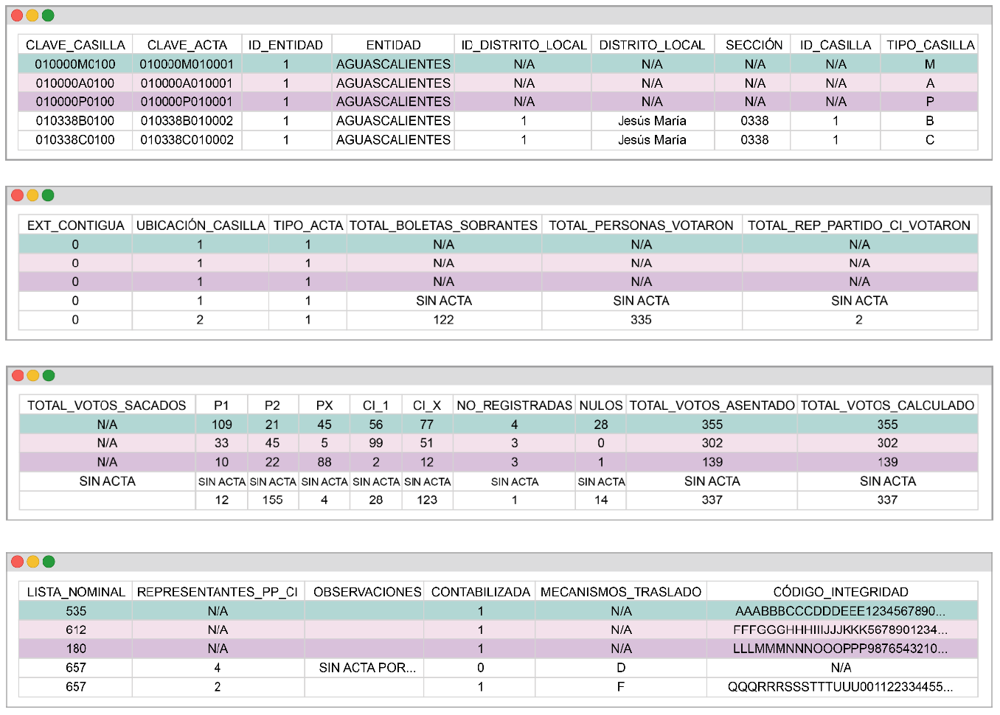 CLAVE_CASILLA CLAVE_ACTA ID_ENTIDAD ENTIDAD ID_DISTRITO_LOCAL DISTRITO_LOCAL SECCIÓN ID_CASILLA TIPO_CASILLA
010000M0100 010000M010001 1 AGUASCALIENTES N/A N/A N/A N/A M
010000A0100 010000A010001 1 AGUASCALIENTES N/A N/A N/A N/A A
010000P0100 010000P010001 1 AGUASCALIENTES N/A N/A N/A N/A P
010338B0100 010338B010002 1 AGUASCALIENTES 1 Jesús María 0338 1 B
010338C0100 010338C010002 1 AGUASCALIENTES 1 Jesús María 0338 1 C
EXT_CONTIGUA UBICACIÓN_CASILLA TIPO_ACTA TOTAL_BOLETAS_SOBRANTES TOTAL_PERSONAS_VOTARON TOTAL_REP_PARTIDO_CI_VOTARON
0 1 1 N/A N/A N/A
0 1 1 N/A N/A N/A
0 1 1 N/A N/A N/A
0 1 1 SIN ACTA SIN ACTA SIN ACTA
0 2 1 122 335 2
TOTAL_VOTOS_SACADOS P1 P2 PX CI_1 CI_X NO_REGISTRADAS NULOS TOTAL_VOTOS_ASENTADO TOTAL_VOTOS_CALCULADO
N/A 109 21 45 56 77 4 28 355 355
N/A 33 45 5 99 51 3 0 302 302
N/A 10 22 88 2 12 3 1 139 139
SIN ACTA SIN ACTA SIN ACTA SIN ACTA SIN ACTA SIN ACTA SIN ACTA SIN ACTA SIN ACTA SIN ACTA
12 155 4 28 123 1 14 337 337
LISTA_NOMINAL REPRESENTANTES_PP_CI OBSERVACIONES CONTABILIZADA MECANISMOS_TRASLADO CÓDIGO_INTEGRIDAD
535 N/A 1 N/A AAABBBCCCDDDEEE1234567890...
612 N/A 1 N/A FFFGGGHHHIIIJJJKKK5678901234...
180 N/A 1 N/A LLLMMMNNNOOOPPP9876543210...
657 4 SIN ACTA POR... 0 D N/A
657 2 1 F QQQRRRSSSTTTUUU001122334455...